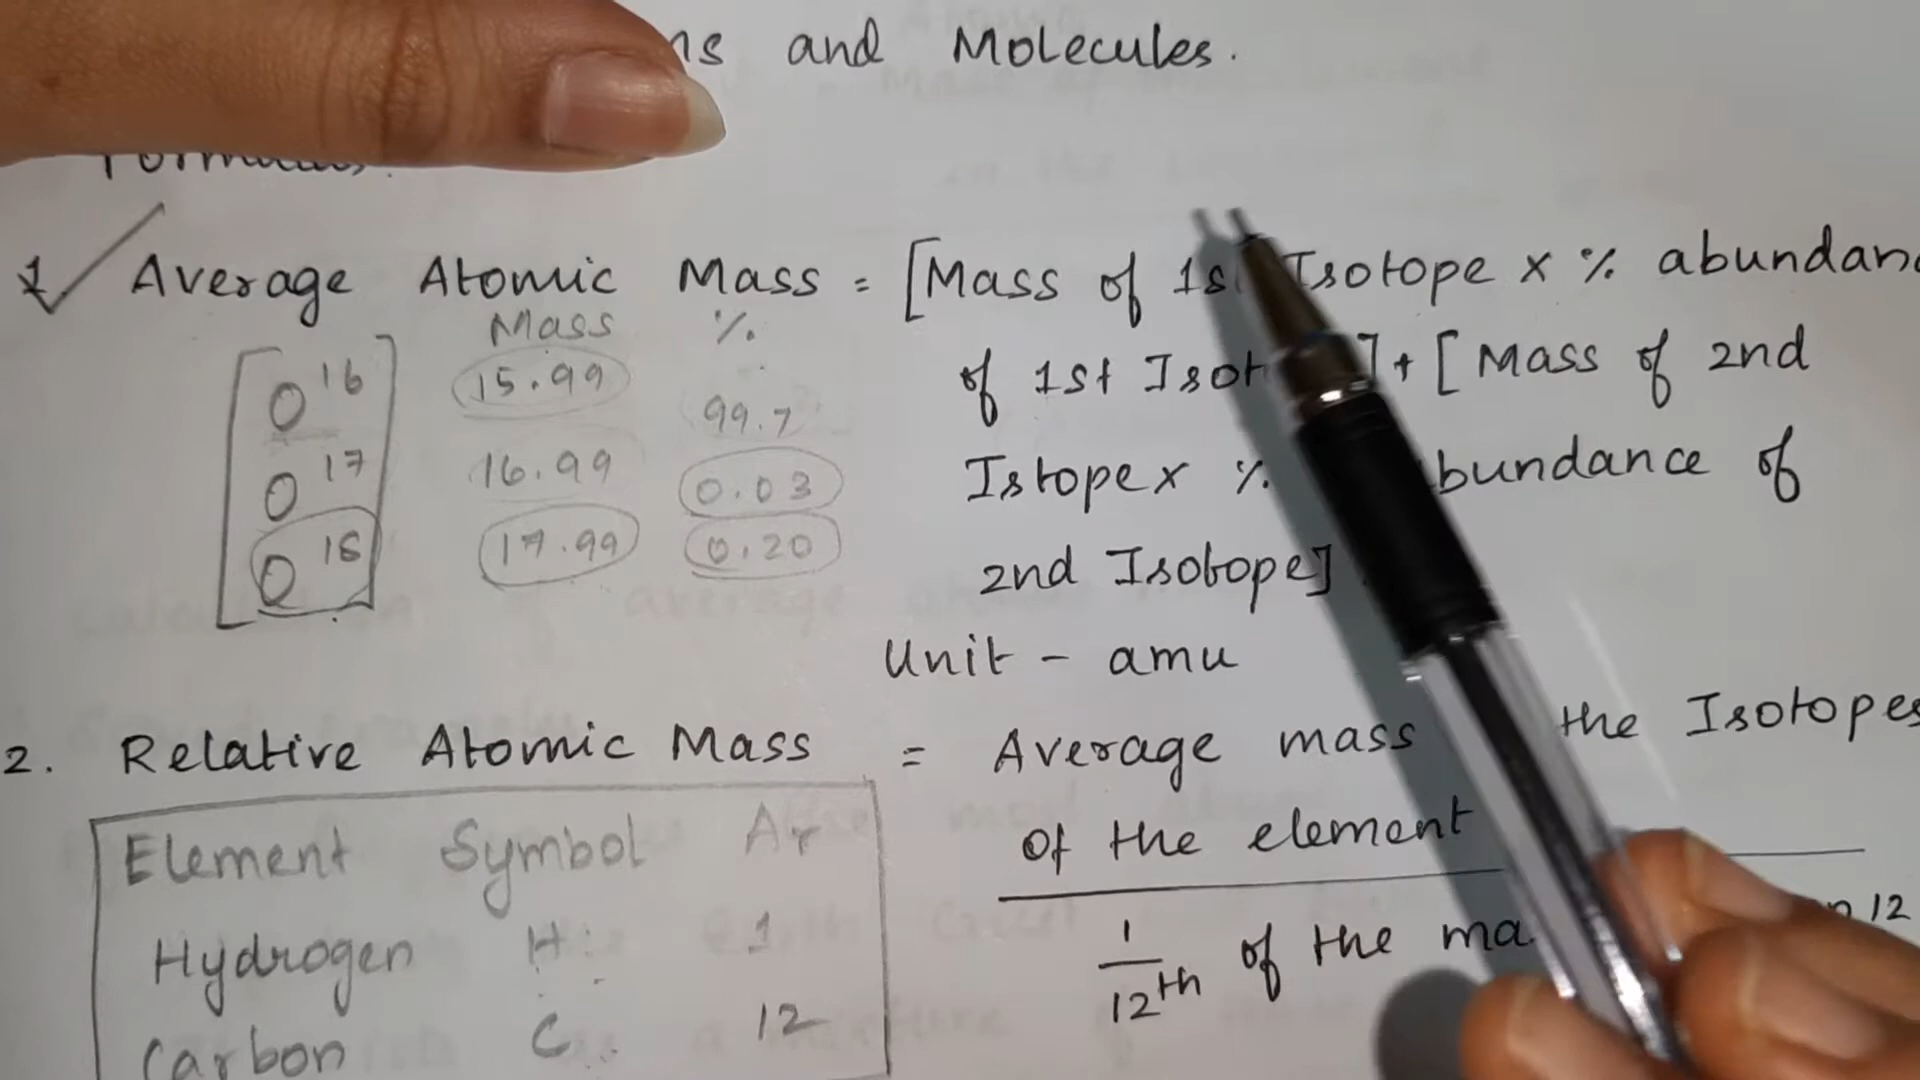 and Molecules.
1. Average Atomic Mass = [Mass of 1st Isotope x % abundan
Mass %
of 1st Isot ] + [Mass of 2nd
O16 15.99 99.7
Istope x % bundance of
O17 16.99 0.03
2nd Isotope]
O18 17.99 0.20
Unit - amu
2. Relative Atomic Mass = Average mass the Isotopes
of the element
Element Symbol Ar
1/12th of the ma 12
Hydrogen H 1
Carbon C 12